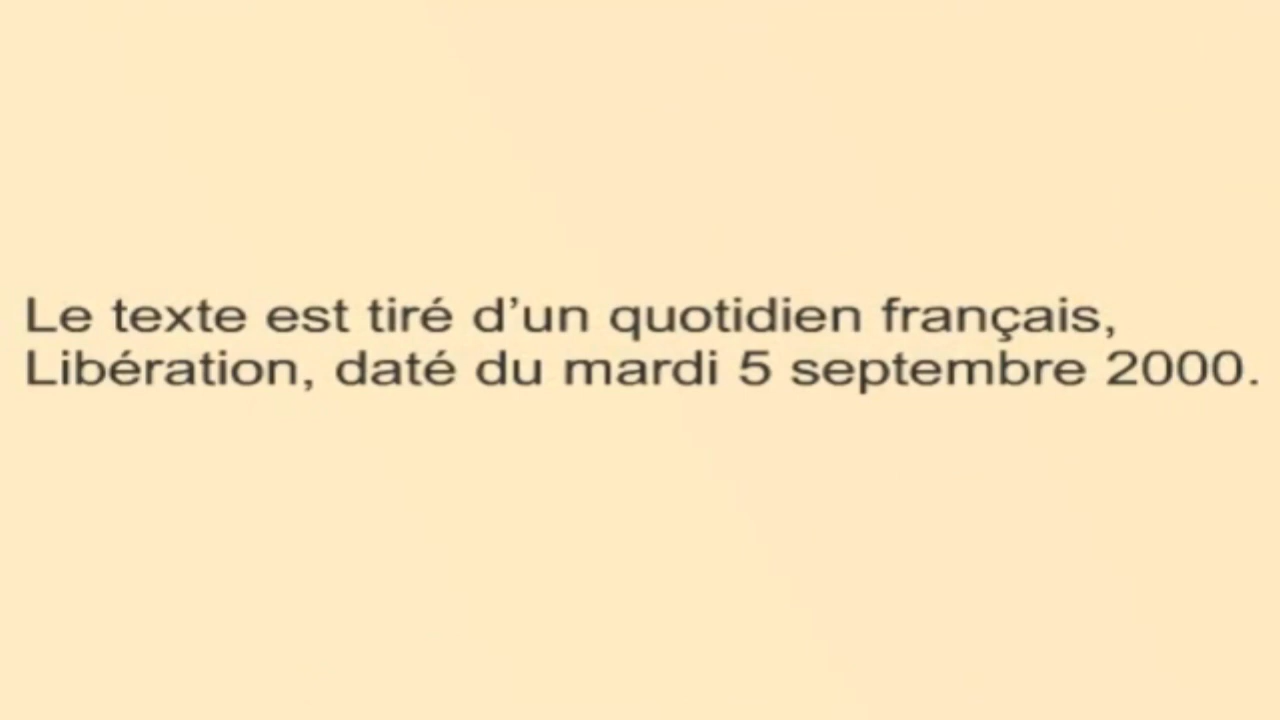 Le texte est tiré d’un quotidien français,
Libération, daté du mardi 5 septembre 2000.